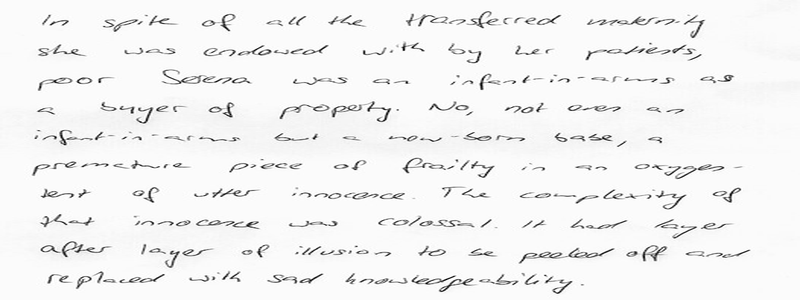 In spite of all the transferred maternity
she was endowed with by her patients,
poor Serena was an infant-in-arms as
a buyer of property. No, not even an
infant-in-arms but a new-born babe, a
premature piece of frailty in an oxygen-
tent of utter innocence. The complexity of
that innocence was colossal. It had layer
after layer of illusion to be peeled off and
replaced with sad knowledgeability.